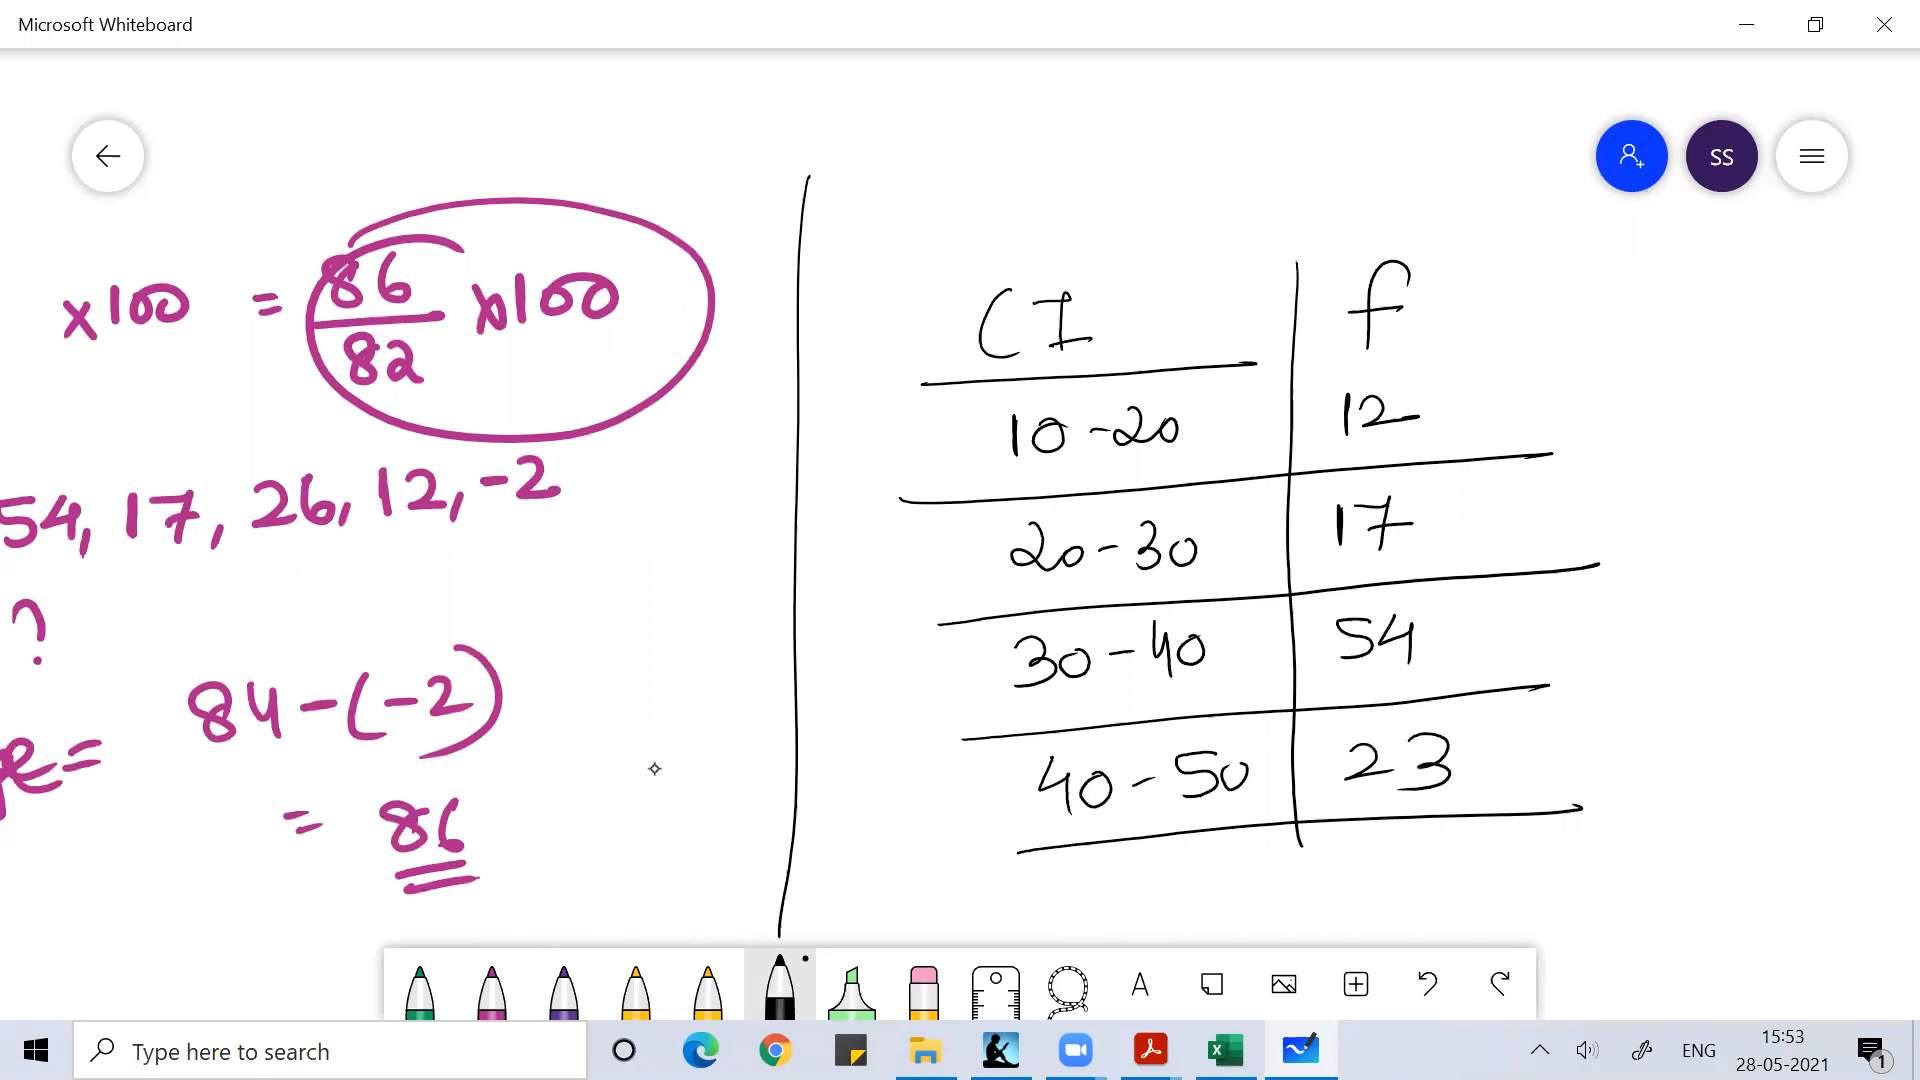 Microsoft Whiteboard
SS
x100 = 86/82 x100
54, 17, 26, 12, -2
?
84-(-2)
= 86
CI f
10-20 12
20-30 17
30-40 54
40-50 23
A
Type here to search
ENG
15:53
28-05-2021
1